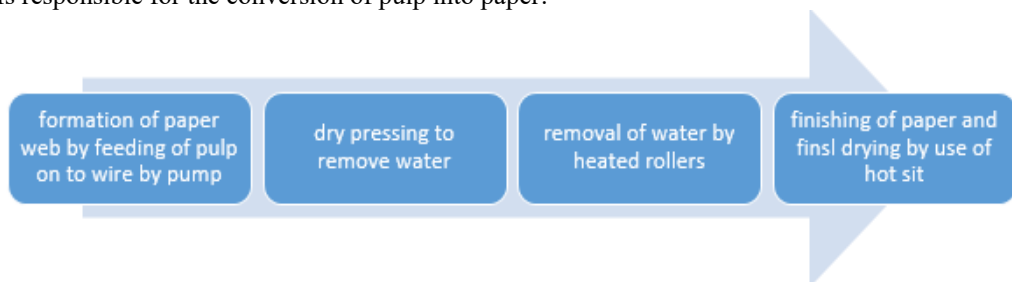 is responsible for the conversion of pulp into paper.
formation of paper
web by feeding of pulp
on to wire by pump
dry pressing to
remove water
removal of water by
heated rollers
finishing of paper and
finsl drying by use of
hot sit